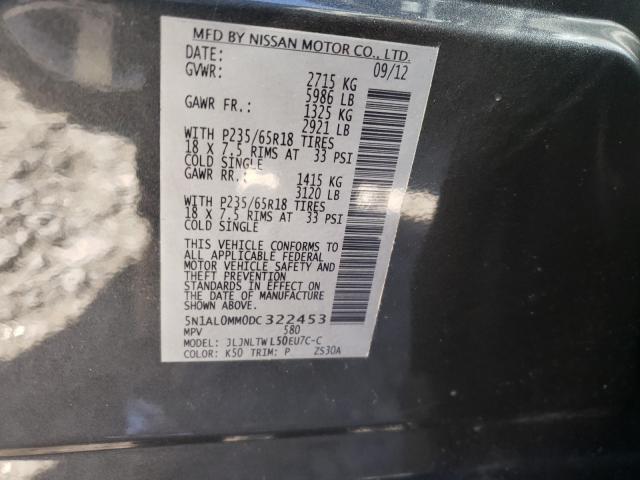 MFD BY NISSAN MOTOR CO., LTD.
DATE: 09/12
GVWR: 2715 KG
5986 LB
GAWR FR.: 1325 KG
2921 LB
WITH P235/65R18 TIRES
18 X 7.5 RIMS AT 33 PSI
COLD SINGLE
GAWR RR: 1415 KG
3120 LB
WITH P235/65R18 TIRES
18 X 7.5 RIMS AT 33 PSI
COLD SINGLE
THIS VEHICLE CONFORMS TO
ALL APPLICABLE FEDERAL
MOTOR VEHICLE SAFETY AND
THEFT PREVENTION
STANDARDS IN EFFECT ON
THE DATE OF MANUFACTURE
SHOWN ABOVE.
5N1AL0MM0DC322453
MPV 580
MODEL: JLJNLTWL50EU7C-C
COLOR: K50 TRIM: P ZS30A